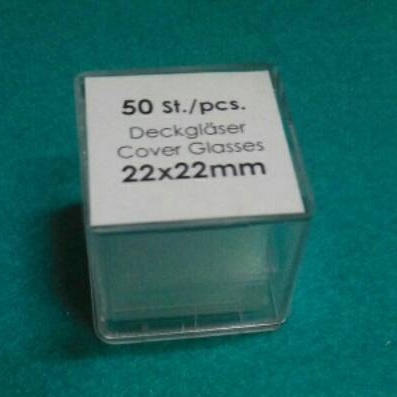 50 St./pcs.
Deckgläser
Cover Glasses
22x22mm